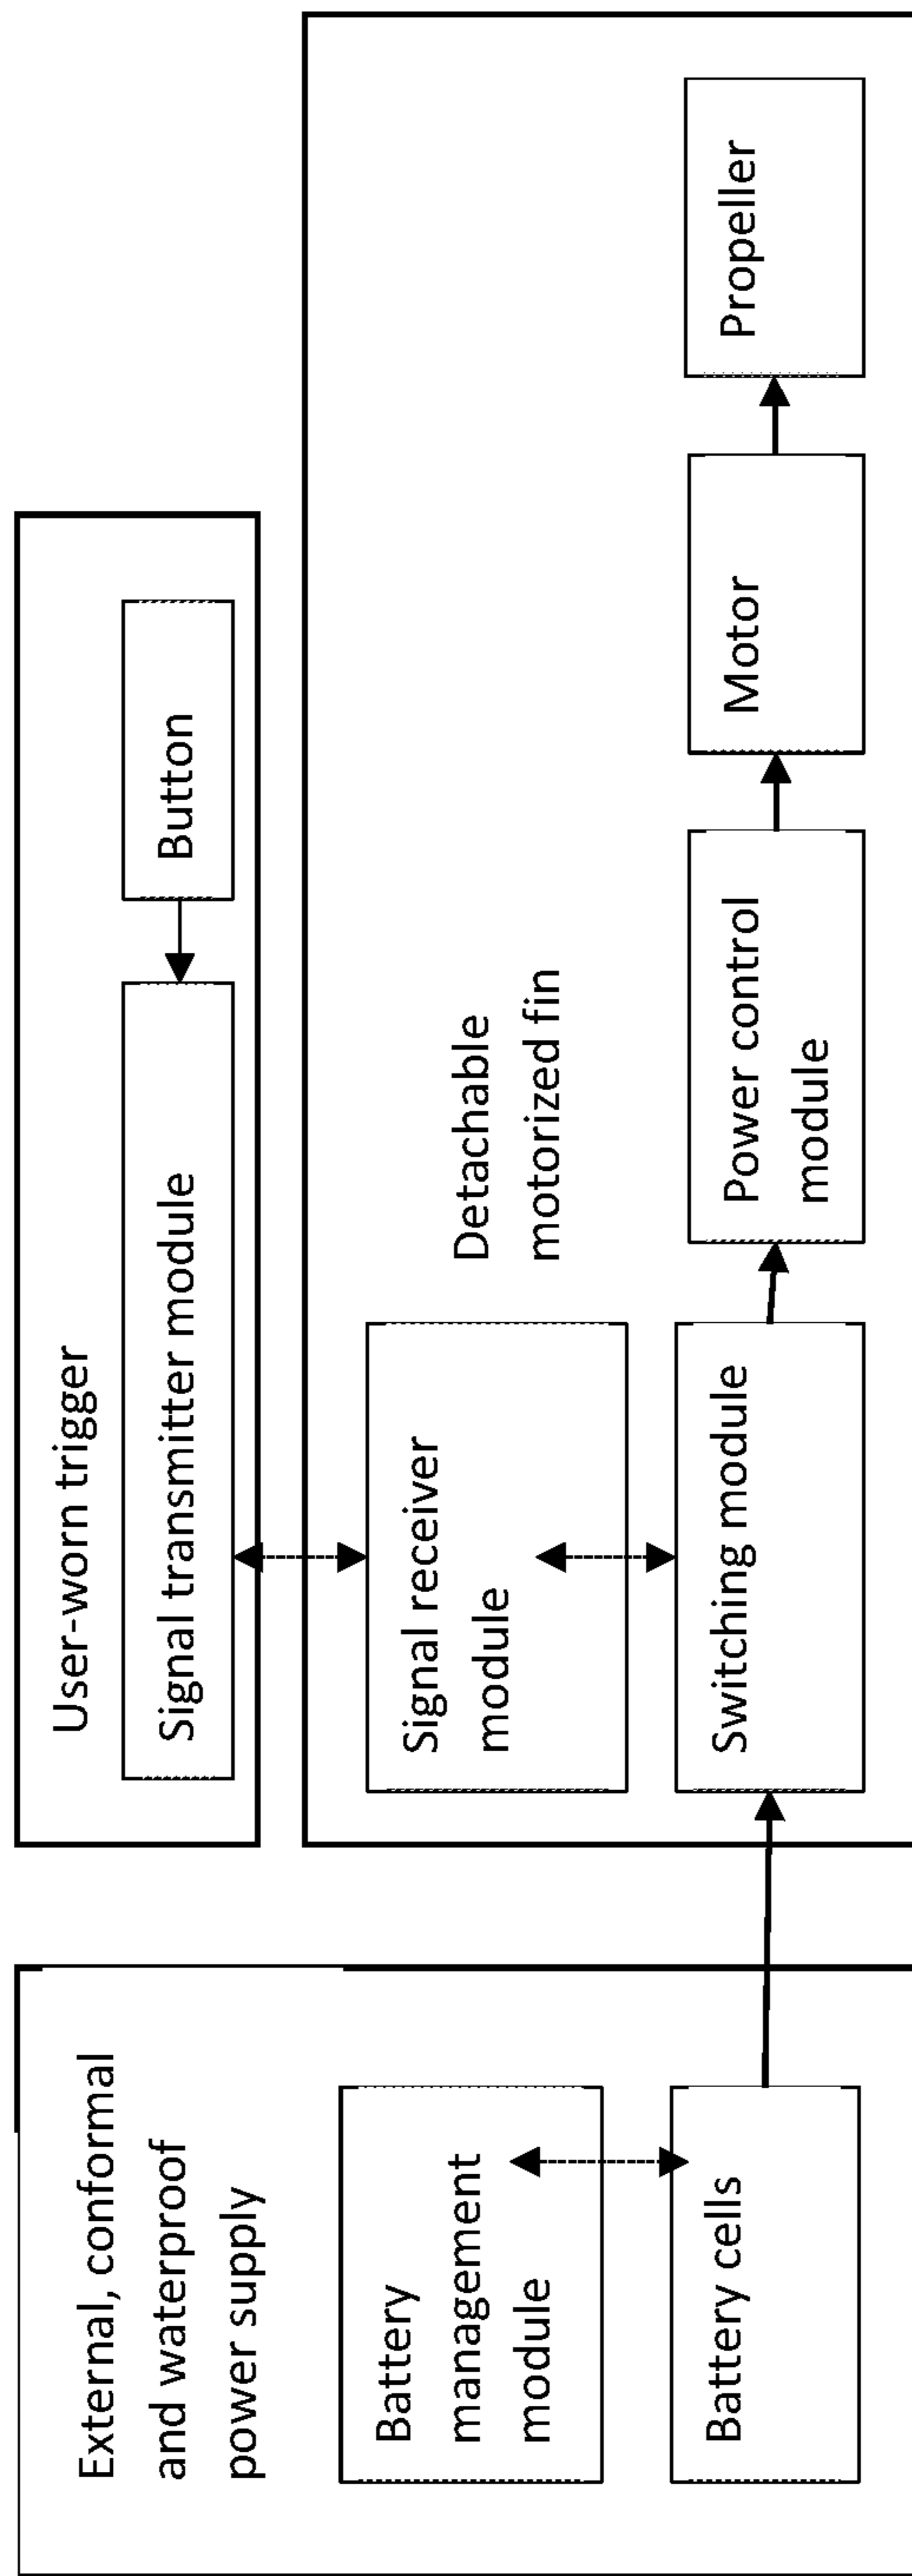 External, conformal
and waterproof
power supply
Battery
management
module
Battery cells
User-worn trigger
Signal transmitter module
Button
Detachable
motorized fin
Signal receiver
module
Switching module
Power control
module
Motor
Propeller